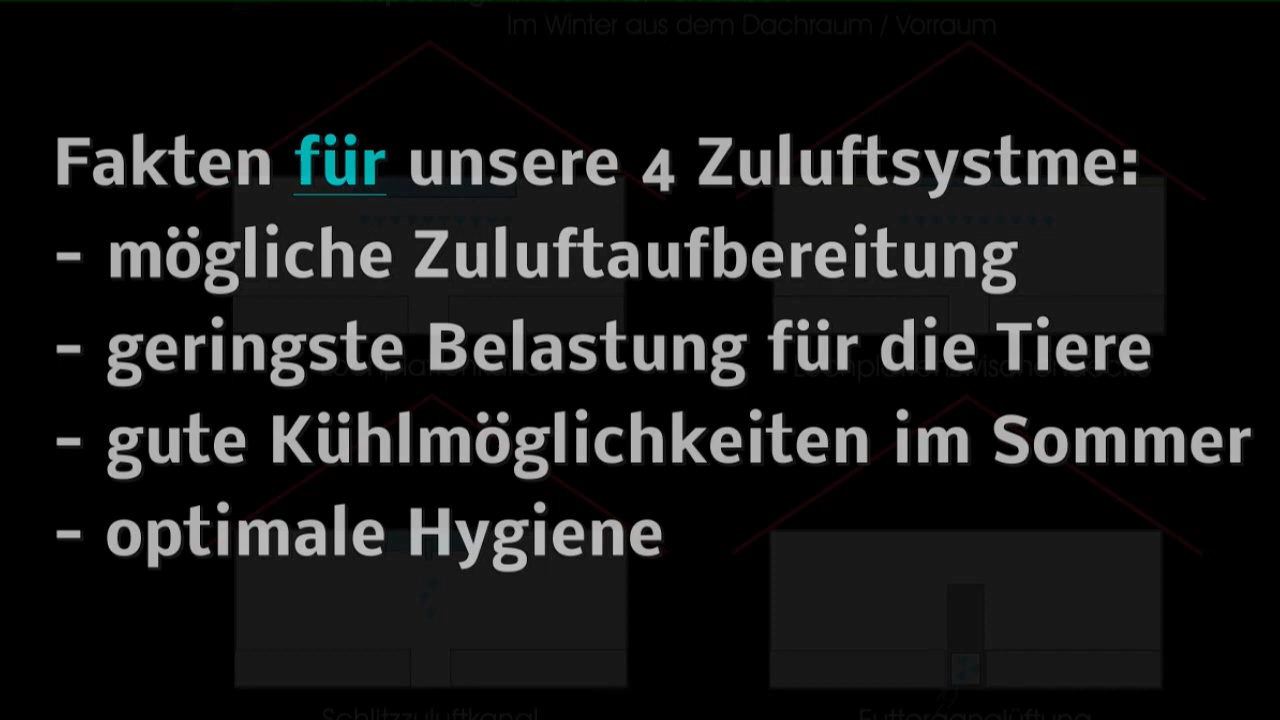 Im Winter aus dem Dachraum / Vorraum
Fakten für unsere 4 Zuluftsystme:
- mögliche Zuluftaufbereitung
- geringste Belastung für die Tiere
- gute Kühlmöglichkeiten im Sommer
- optimale Hygiene
Schlitzzuluftkanal
Futterganglüftung